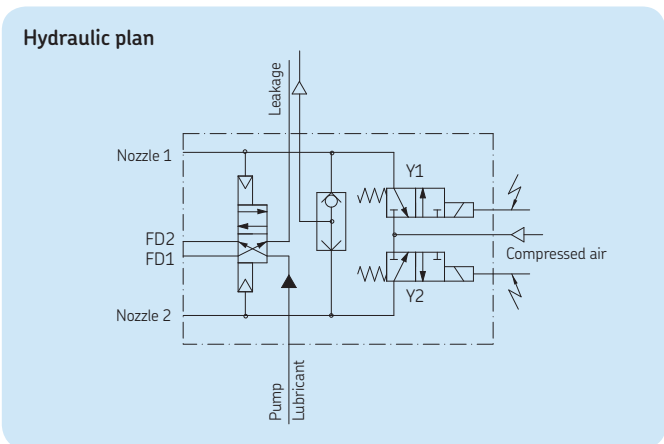 Hydraulic plan
Leakage
Nozzle 1
Y1
FD2
FD1
Compressed air
Y2
Nozzle 2
Pump
Lubricant